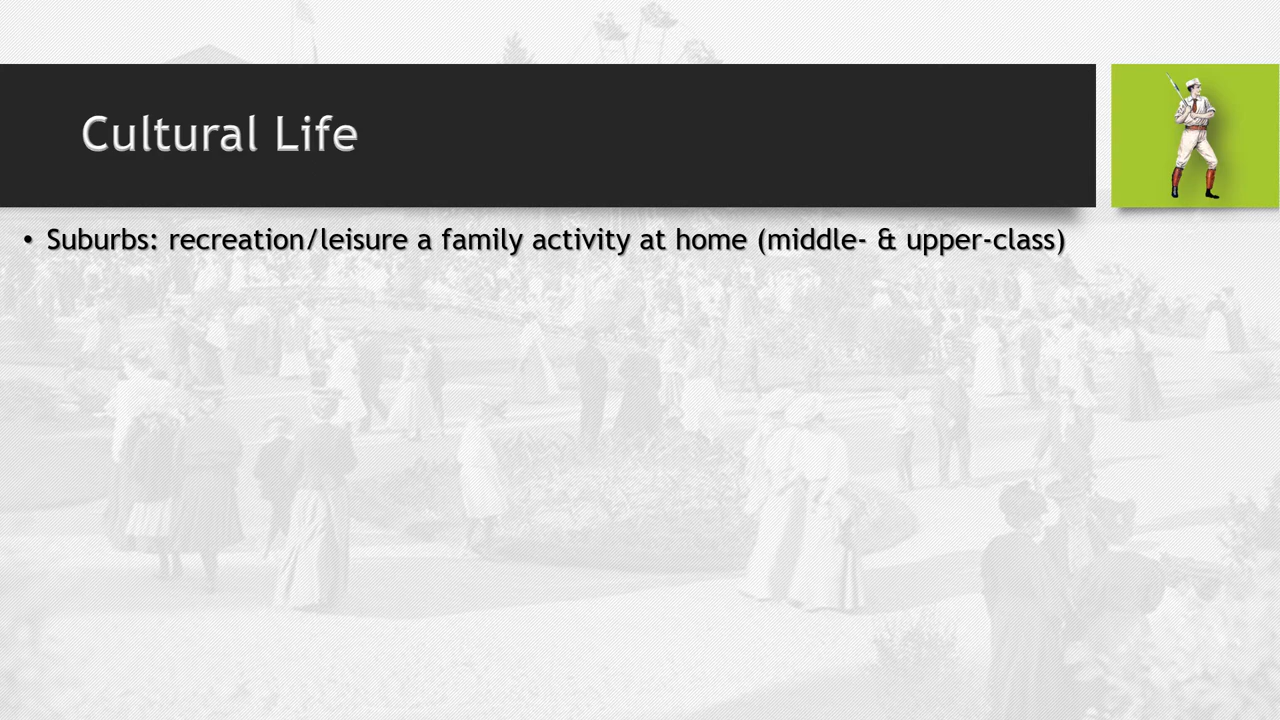 Cultural Life
• Suburbs: recreation/leisure a family activity at home (middle- & upper-class)